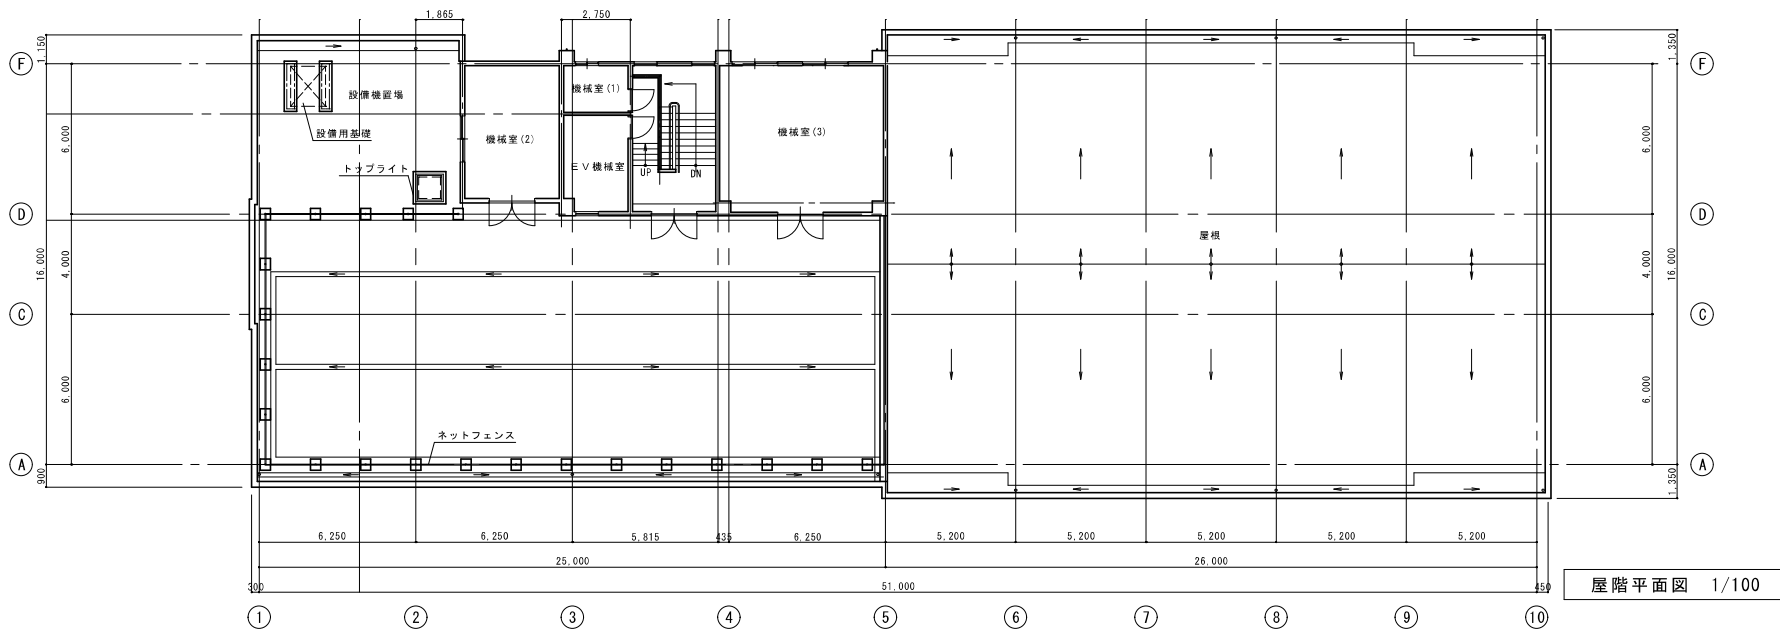 1,865
2,750
1,150
1,350
F
F
設備機置場
機械室(1)
設備用基礎
機械室(2)
機械室(3)
6,000
6,000
トップライト
EV機械室
UP
DN
D
D
屋根
16,000
4,000
4,000
16,000
C
C
6,000
6,000
ネットフェンス
A
A
900
1,350
6,250
6,250
5,815
435
6,250
5,200
5,200
5,200
5,200
5,200
25,000
26,000
300
51,000
450
屋階平面図 1/100
1
2
3
4
5
6
7
8
9
10